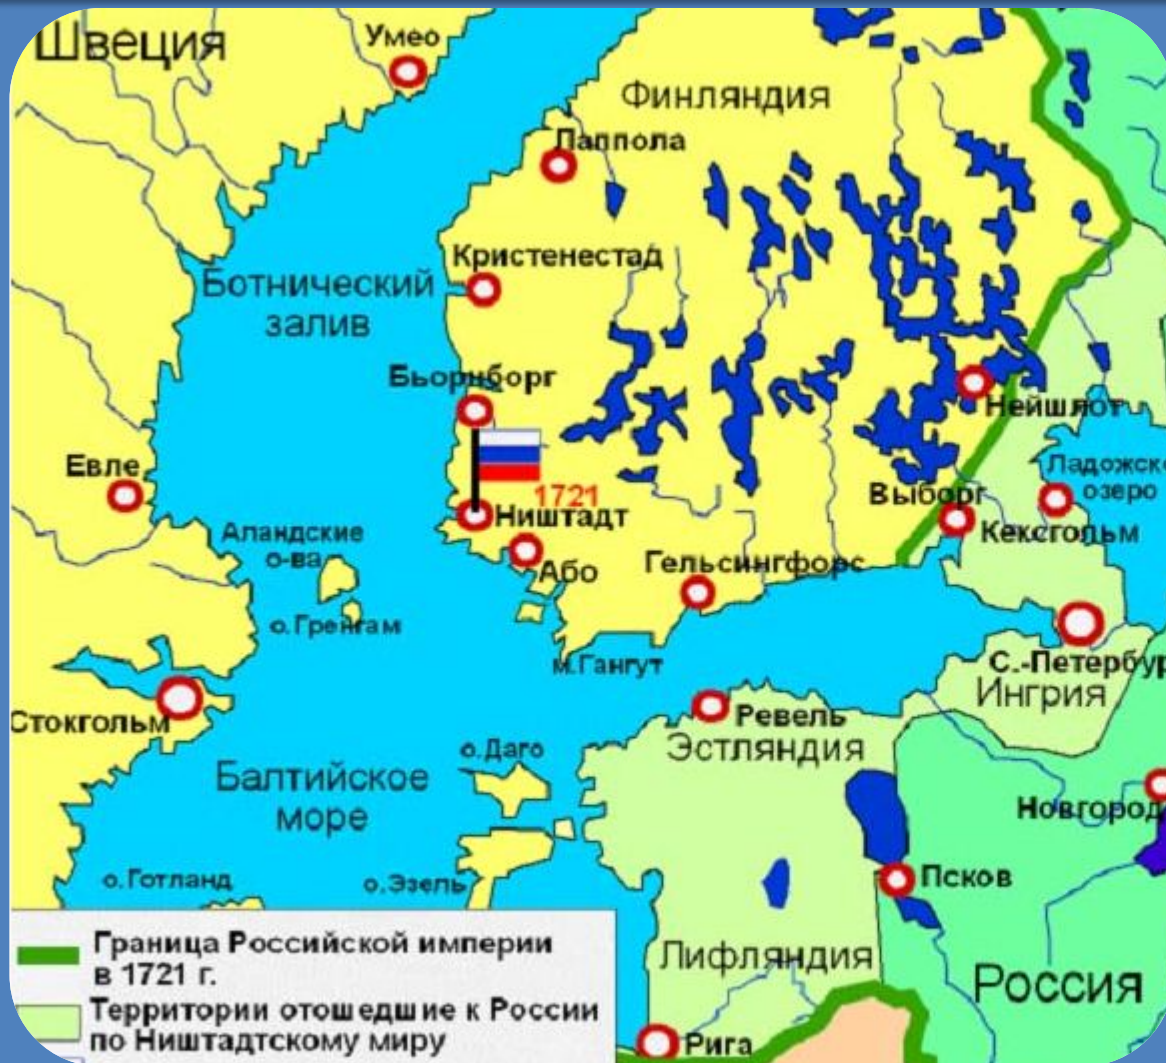 Швеция
Умео
Финляндия
Лаппола
Кристенестад
Ботнический
залив
Бьорнборг
Нейшлот
Евле
1721
Ладожско
озеро
Выборг
Ништадт
Кексгольм
Аландские
о-ва
Або
Гельсингфорс
о.Гренгам
м.Гангут
С.-Петербур
Ингрия
Стокгольм
Ревель
Эстляндия
о.Даго
Балтийское
море
Новгород
Псков
о.Готланд
о.Эзель
Лифляндия
Россия
Рига
Граница Российской империи
в 1721 г.
Территории отошедшие к России
по Ништадтскому миру